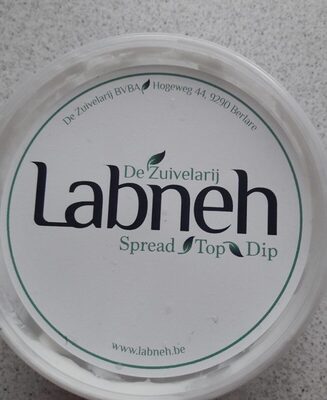 De Zuivelarij BVBA Hogeweg 44, 9290 Berlare
De Zuivelarij
Labneh
Spread Top Dip
www.labneh.be